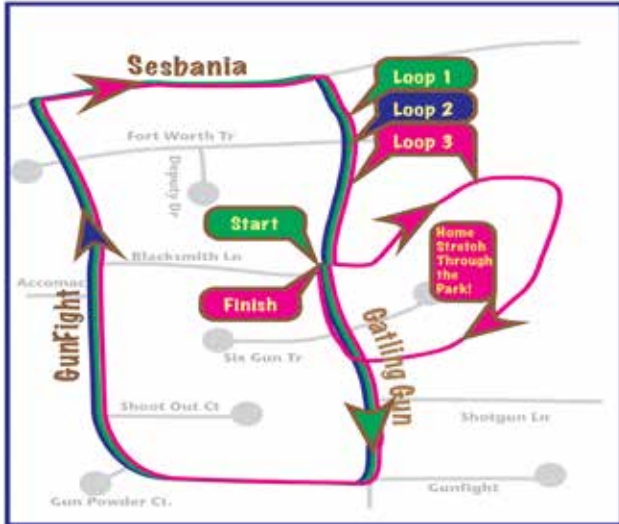 Sesbania
Loop 1
Loop 2
Loop 3
Fort Worth Tr
Deputy Dr
Start
Home
Stretch
Through
the
Park!
Blacksmith Ln
Accomac
Finish
GunFight
Gatling Gun
Six Gun Tr
Shoot Out Ct
Shotgun Ln
Gunfight
Gun Powder Ct.